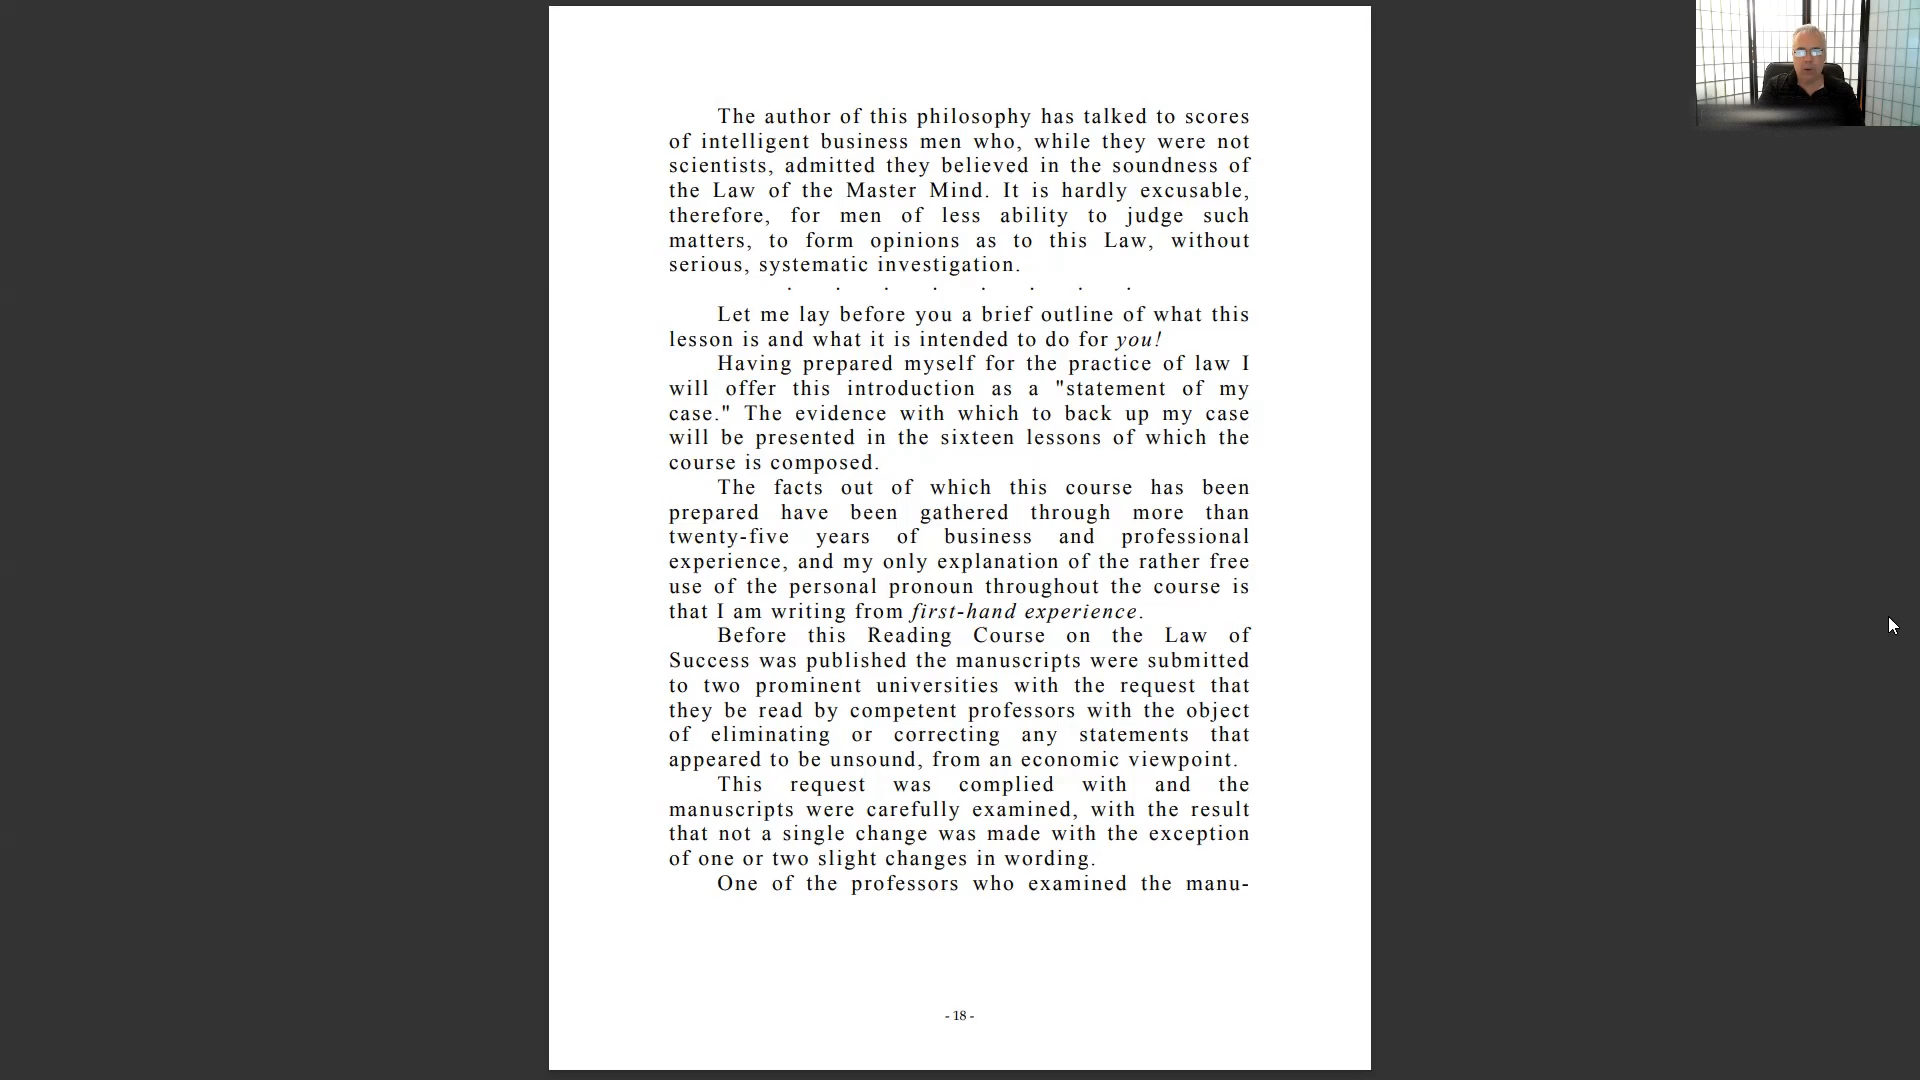 The author of this philosophy has talked to scores
of intelligent business men who, while they were not
scientists, admitted they believed in the soundness of
the Law of the Master Mind. It is hardly excusable,
therefore, for men of less ability to judge such
matters, to form opinions as to this Law, without
serious, systematic investigation.
. . . . . . . .
Let me lay before you a brief outline of what this
lesson is and what it is intended to do for you!
Having prepared myself for the practice of law I
will offer this introduction as a "statement of my
case." The evidence with which to back up my case
will be presented in the sixteen lessons of which the
course is composed.
The facts out of which this course has been
prepared have been gathered through more than
twenty-five years of business and professional
experience, and my only explanation of the rather free
use of the personal pronoun throughout the course is
that I am writing from first-hand experience.
Before this Reading Course on the Law of
Success was published the manuscripts were submitted
to two prominent universities with the request that
they be read by competent professors with the object
of eliminating or correcting any statements that
appeared to be unsound, from an economic viewpoint.
This request was complied with and the
manuscripts were carefully examined, with the result
that not a single change was made with the exception
of one or two slight changes in wording.
One of the professors who examined the manu-
- 18 -